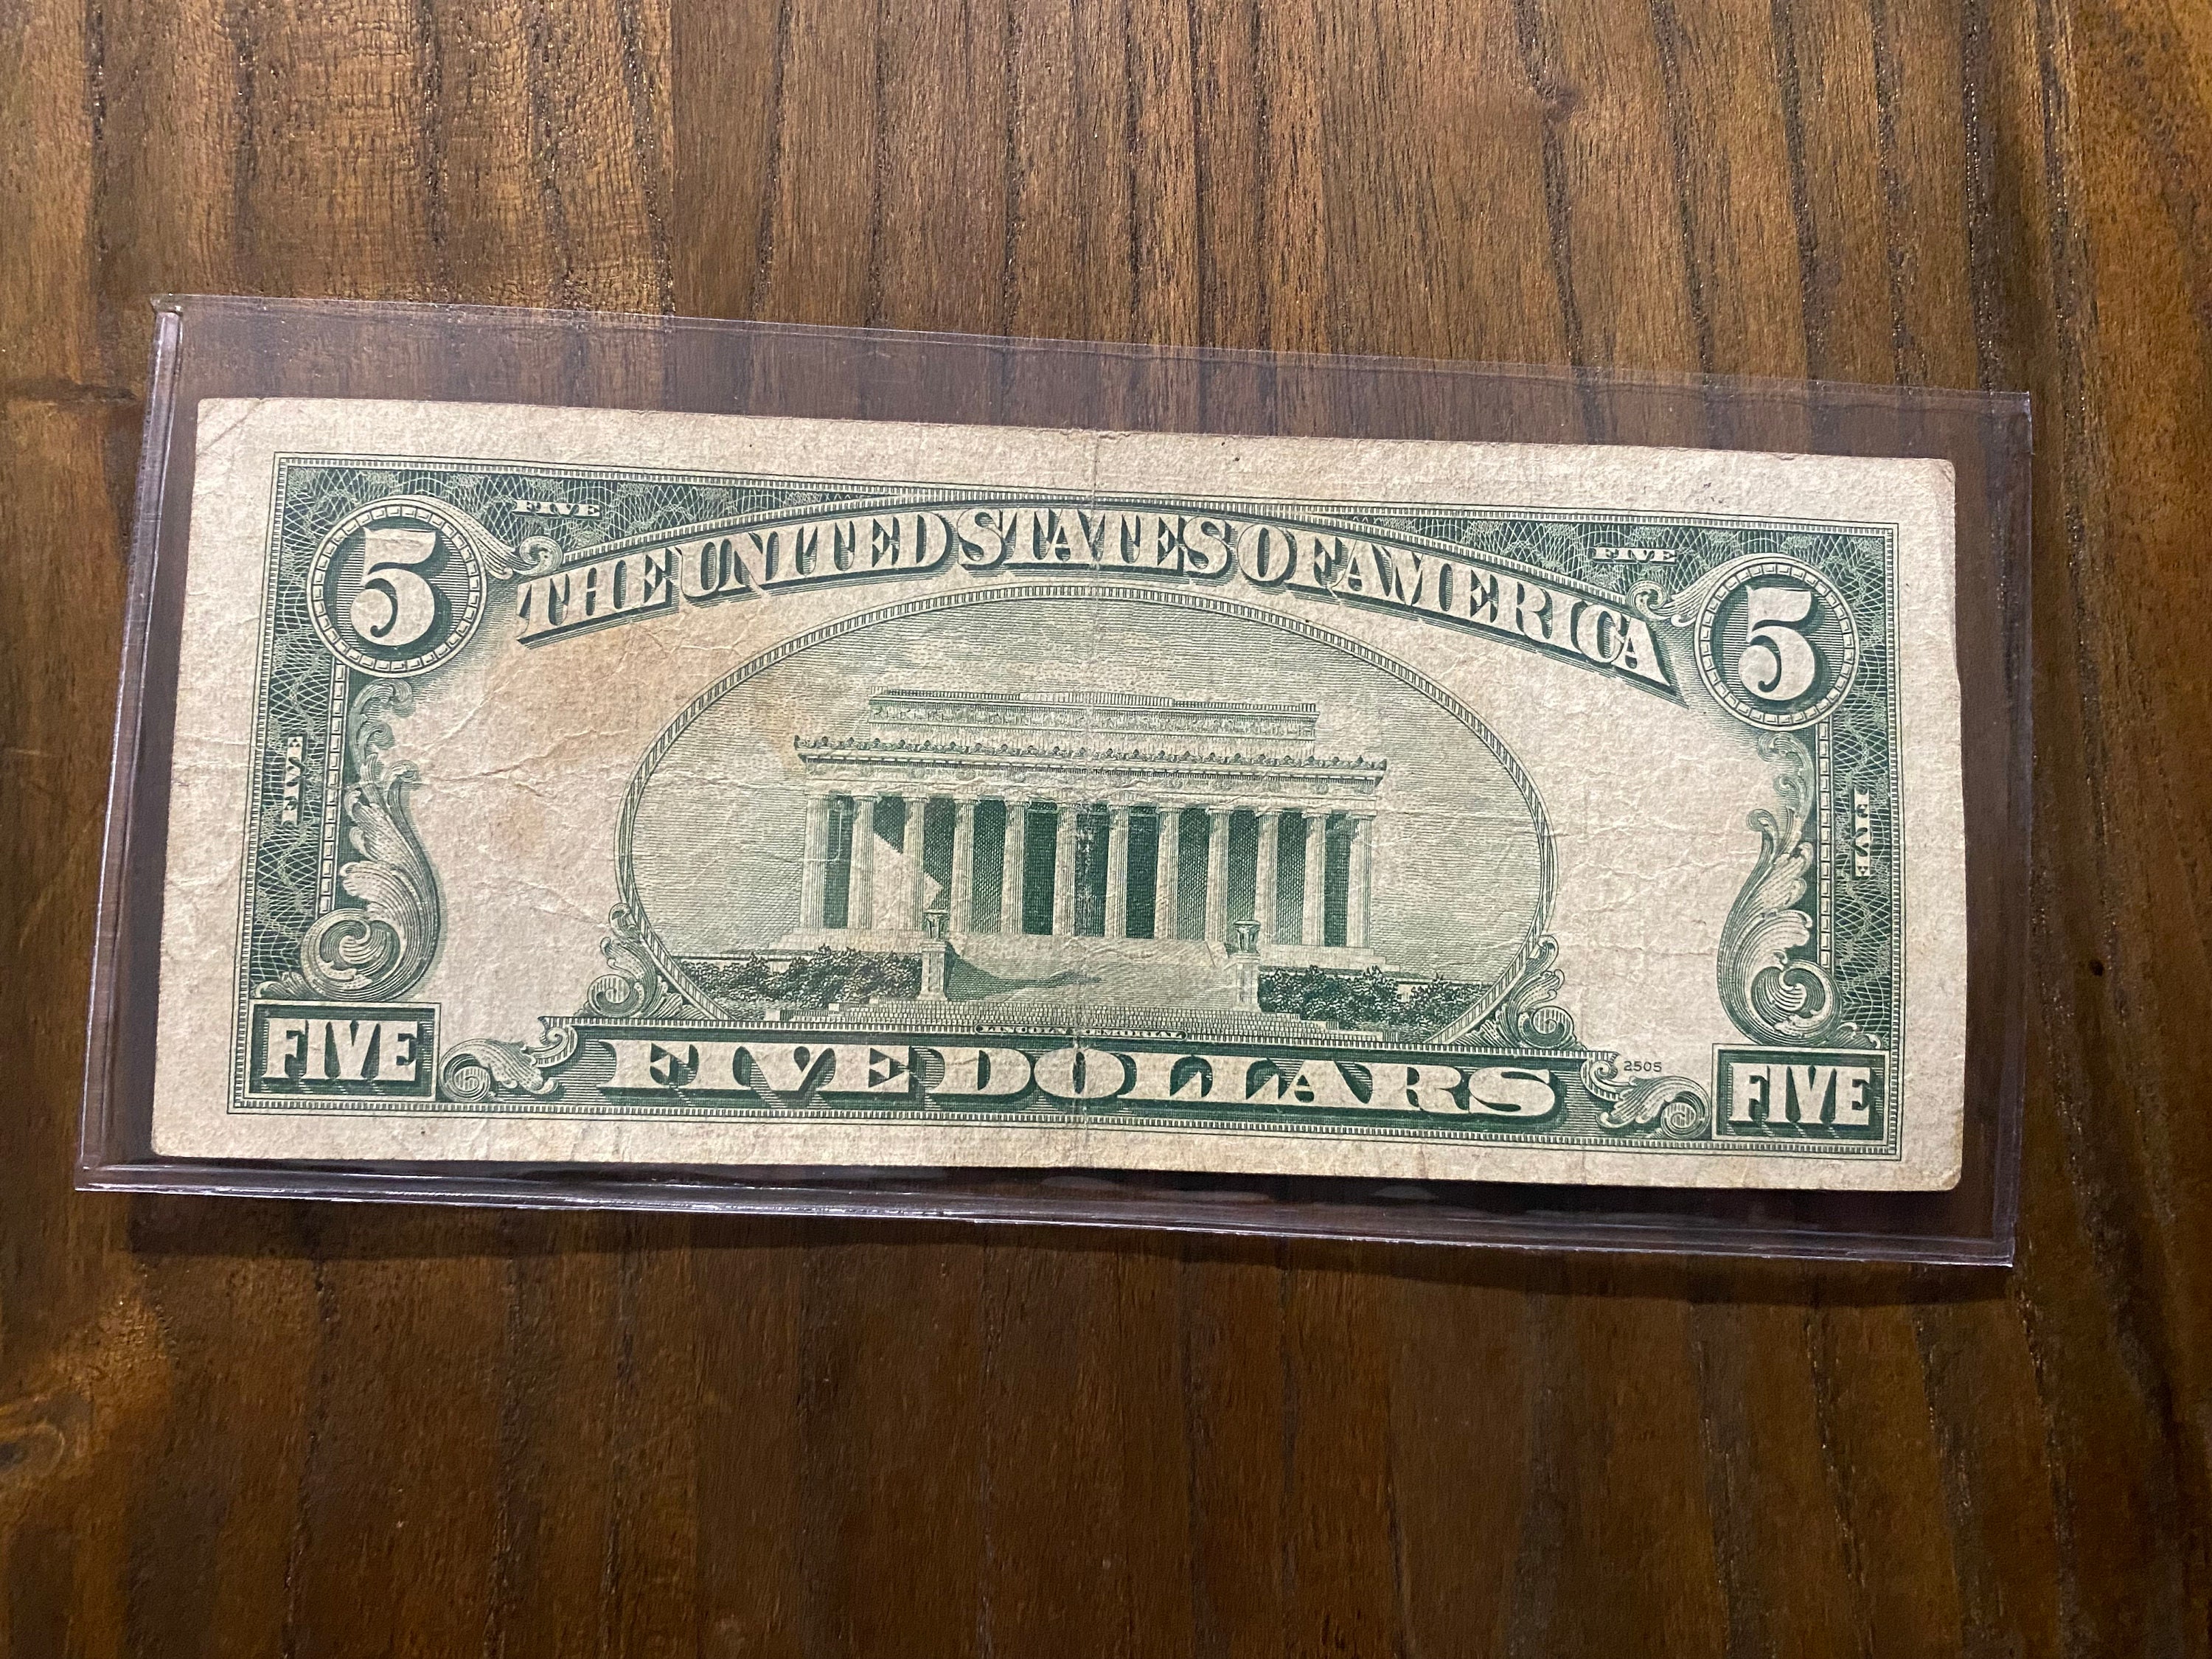 FIVE FIVE
5 THE UNITED STATES OF AMERICA 5
FIVE FIVE
LINCOLN MEMORIAL
FIVE FIVE DOLLARS 2505 FIVE